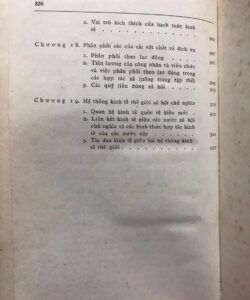 336
2. Vai trò kích thích của hạch toán kinh
tế
Chương 18. Phân phối các của cải vật chất và dịch vụ
1. Phân phối theo lao động
2. Tiền lương của công nhân và viên chức
và việc phân phối theo lao động trong
các hợp tác xã (nông trang tập thể)
3. Các quỹ tiêu dùng xã hội
Chương 19. Hệ thống kinh tế thế giới xã hội chủ nghĩa
1. Quan hệ kinh tế quốc tế kiểu mới
2. Liên kết kinh tế giữa các nước xã hội
chủ nghĩa và các hình thức hợp tác kinh
tế của các nước này
3. Thi đua kinh tế giữa hai hệ thống kinh
tế thế giới